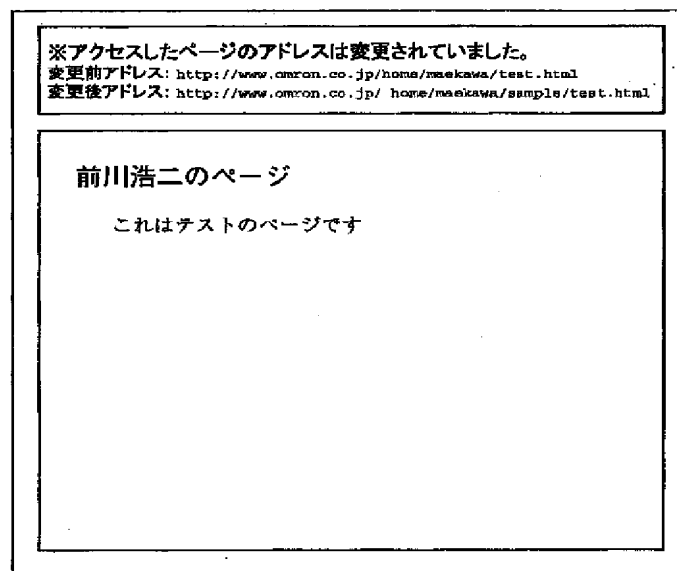 ※アクセスしたページのアドレスは変更されていました。
変更前アドレス: http://www.omron.co.jp/home/maekawa/test.html
変更後アドレス: http://www.omron.co.jp/ home/maekawa/sample/test.html
前川浩二のページ
これはテストのページです